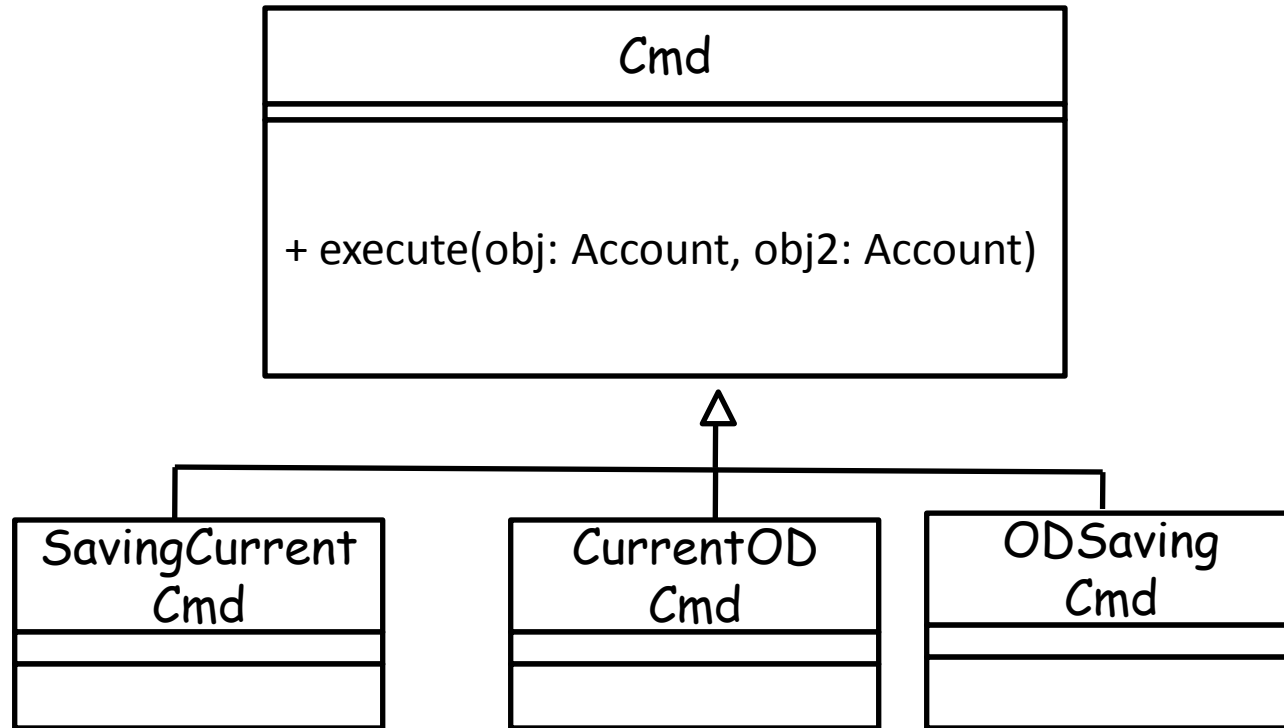 Cmd
+ execute(obj: Account, obj2: Account)
SavingCurrent
Cmd
CurrentOD
Cmd
ODSaving
Cmd